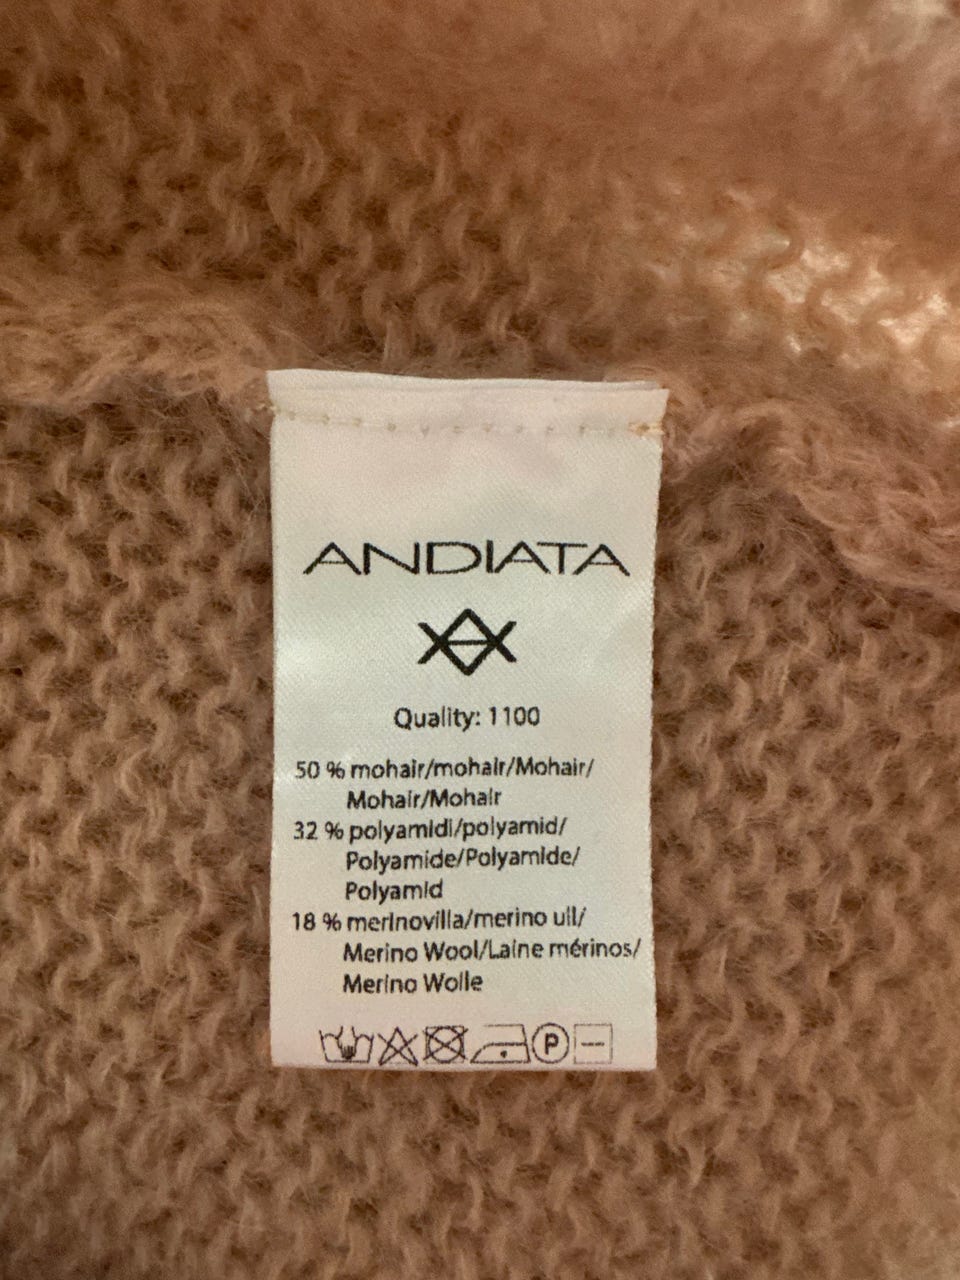 ANDIATA
Quality: 1100
50 % mohair/mohair/Mohair/
Mohair/Mohair
32 % polyamidi/polyamid/
Polyamide/Polyamide/
Polyamid
18 % merinovilla/merino ull/
Merino Wool/Laine mérinos/
Merino Wolle
P